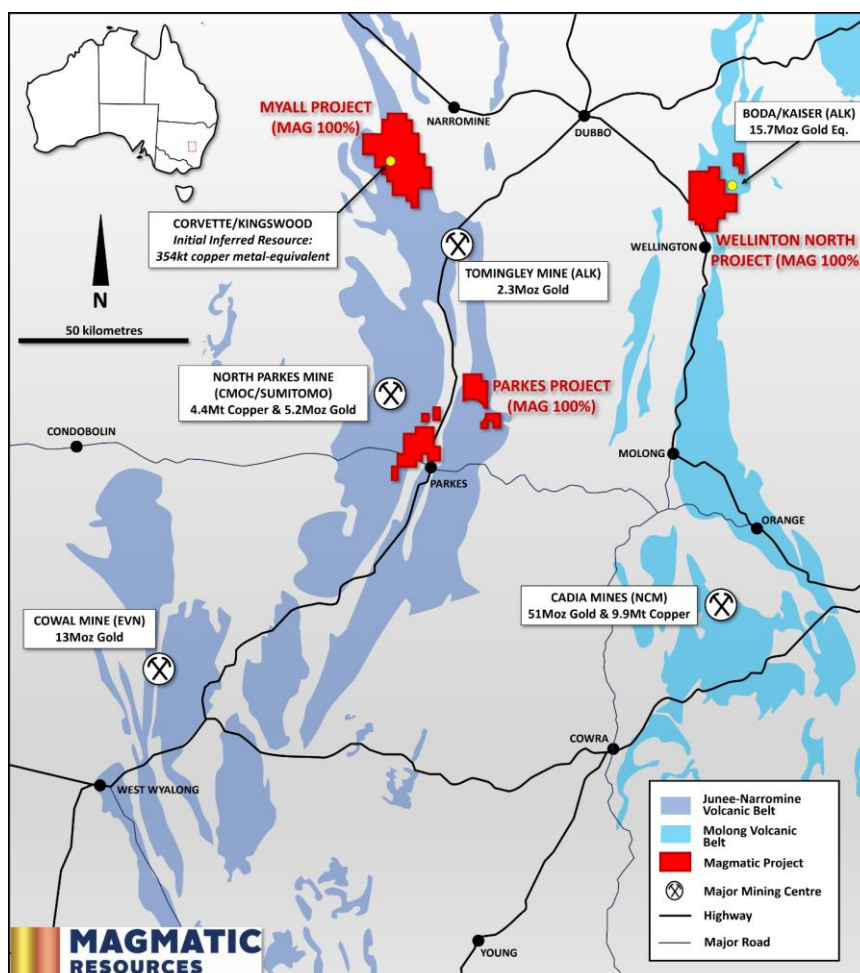 MYALL PROJECT
(MAG 100%)
NARROMINE
DUBBO
BODA/KAISER (ALK)
15.7Moz Gold Eq.
CORVETTE/KINGSWOOD
Initial Inferred Resource:
354kt copper metal-equivalent
WELLINGTON
WELLINTON NORTH
PROJECT (MAG 100%)
N
TOMINGLEY MINE (ALK)
2.3Moz Gold
50 kilometres
NORTH PARKES MINE
(CMOC/SUMITOMO)
4.4Mt Copper & 5.2Moz Gold
PARKES PROJECT
(MAG 100%)
CONDOBOLIN
MOLONG
PARKES
ORANGE
CADIA MINES (NCM)
51Moz Gold & 9.9Mt Copper
COWAL MINE (EVN)
13Moz Gold
COWRA
WEST WYALONG
Junee-Narromine
Volcanic Belt
Molong Volcanic
Belt
Magmatic Project
Major Mining Centre
Highway
Major Road
YOUNG
MAGMATIC
RESOURCES